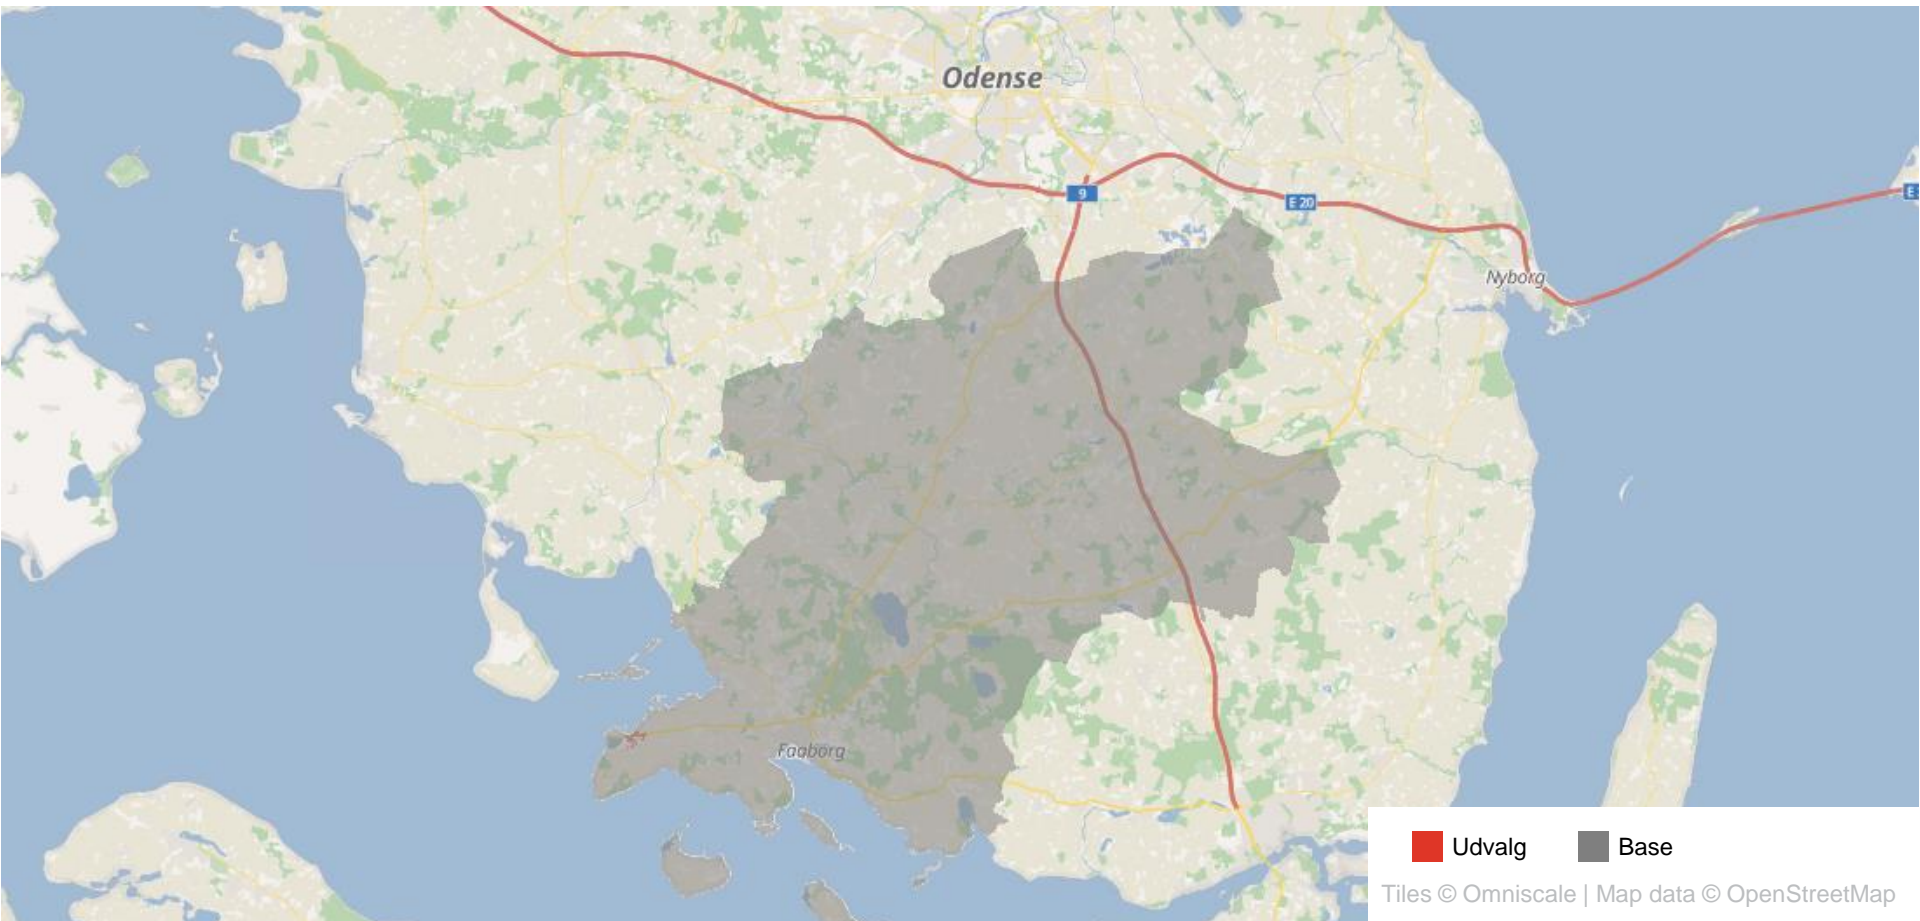 Odense
9
E 20
E
Nyborg
Faaborg
Udvalg
Base
Tiles © Omniscale | Map data © OpenStreetMap